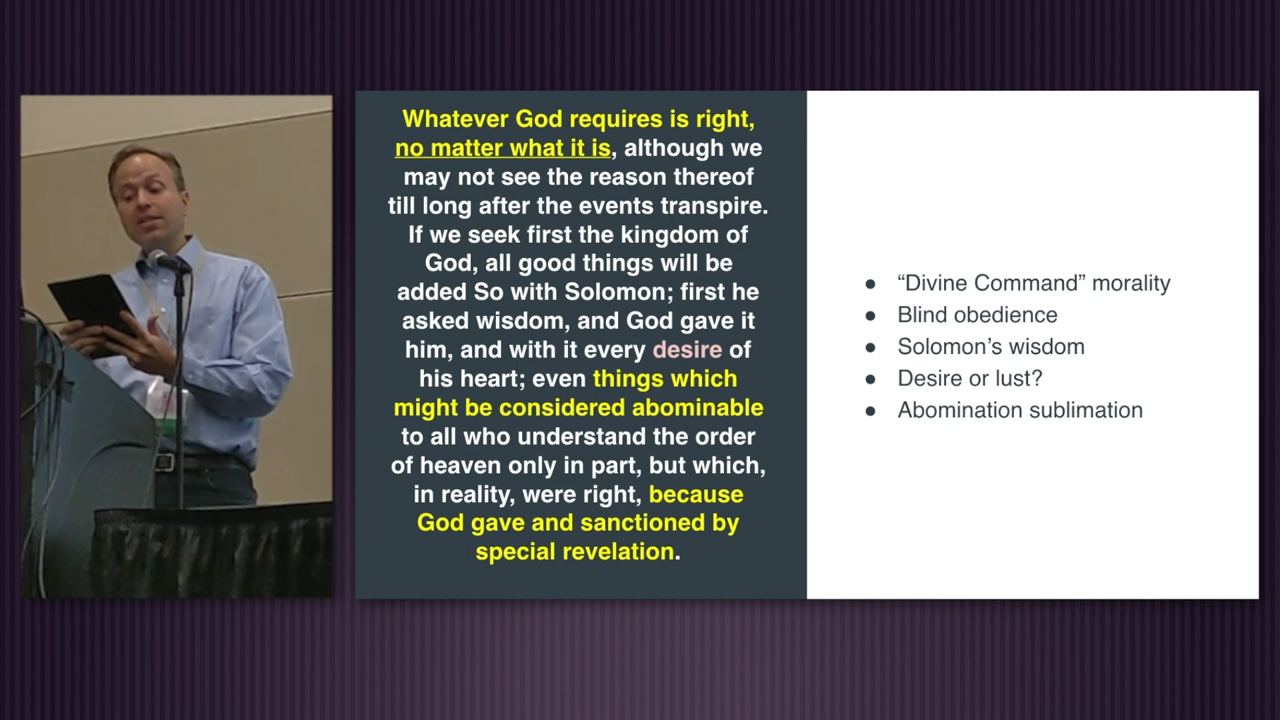 Whatever God requires is right,
no matter what it is, although we
may not see the reason thereof
till long after the events transpire.
If we seek first the kingdom of
God, all good things will be
added So with Solomon; first he
asked wisdom, and God gave it
him, and with it every desire of
his heart; even things which
might be considered abominable
to all who understand the order
of heaven only in part, but which,
in reality, were right, because
God gave and sanctioned by
special revelation.
● “Divine Command” morality
● Blind obedience
● Solomon’s wisdom
● Desire or lust?
● Abomination sublimation